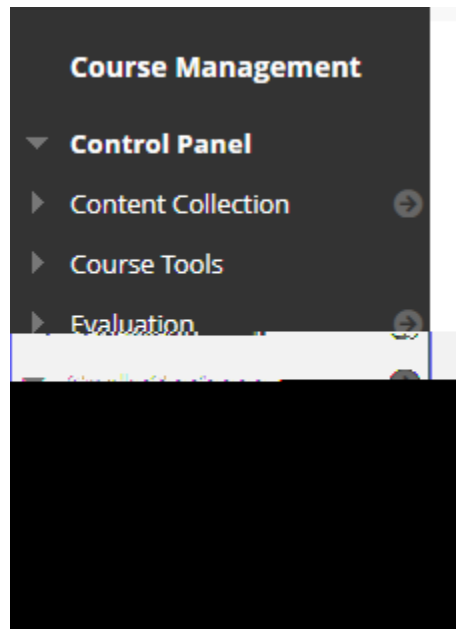 Course Management
Control Panel
Content Collection
Course Tools
Evaluation